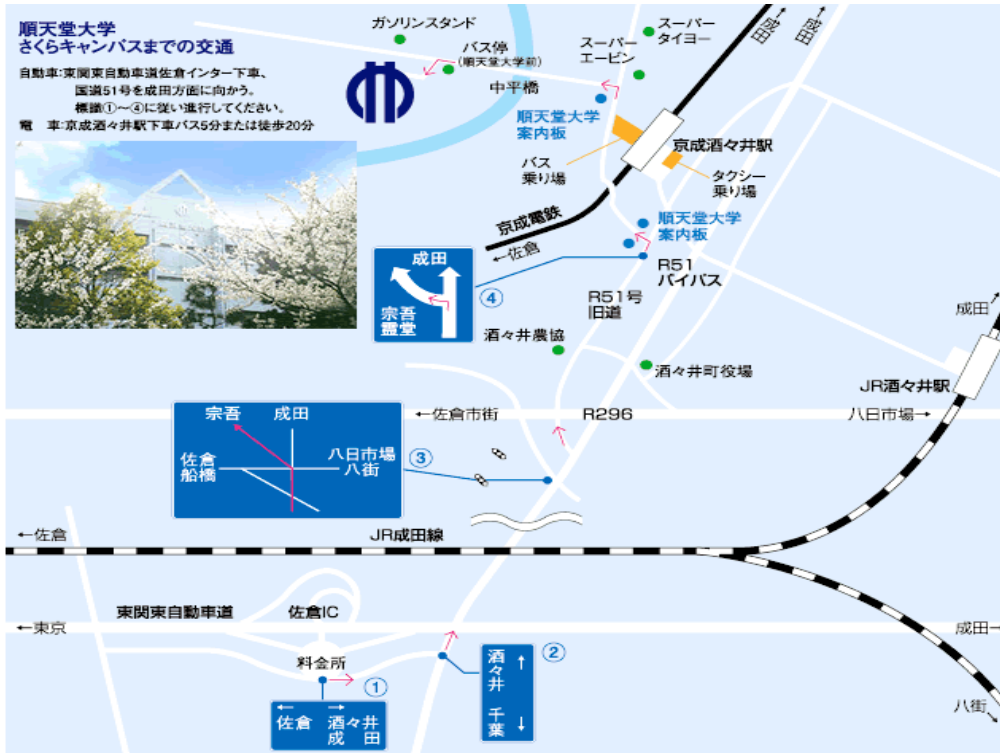 順天堂大学
さくらキャンパスまでの交通
自動車:東関東自動車道佐倉インター下車、
国道51号を成田方面に向かう。
標識①〜④に従い進行してください。
電　車:京成酒々井駅下車バス5分または徒歩20分
ガソリンスタンド
バス停
(順天堂大学前)
中平橋
スーパー
エービン
スーパー
タイヨー
成田
成田
順天堂大学
案内板
京成酒々井駅
バス
乗り場
タクシー
乗り場
京成電鉄
←佐倉
順天堂大学
案内板
R51
バイパス
成田
宗吾
霊堂
④
R51号
旧道
酒々井農協
酒々井町役場
成田
JR酒々井駅
←佐倉市街
R296
八日市場→
宗吾
成田
佐倉
船橋
八日市場
八街
③
←佐倉
JR成田線
東関東自動車道
佐倉IC
←東京
成田→
料金所
①
②
酒々井 ↑
千葉 ↓
← →
佐倉 酒々井
成田
八街